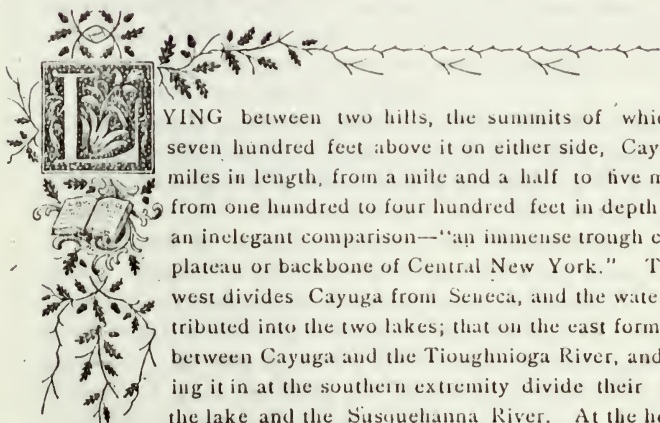 LYING between two hills, the summits of whic
seven hundred feet above it on either side, Cay
miles in length, from a mile and a half to five m
from one hundred to four hundred feet in depth
an inelegant comparison—"an immense trough c
plateau or backbone of Central New York." T
west divides Cayuga from Seneca, and the wate
tributed into the two lakes; that on the east form
between Cayuga and the Tioughnioga River, and
ing it in at the southern extremity divide their
the lake and the Susquehanna River. At the he